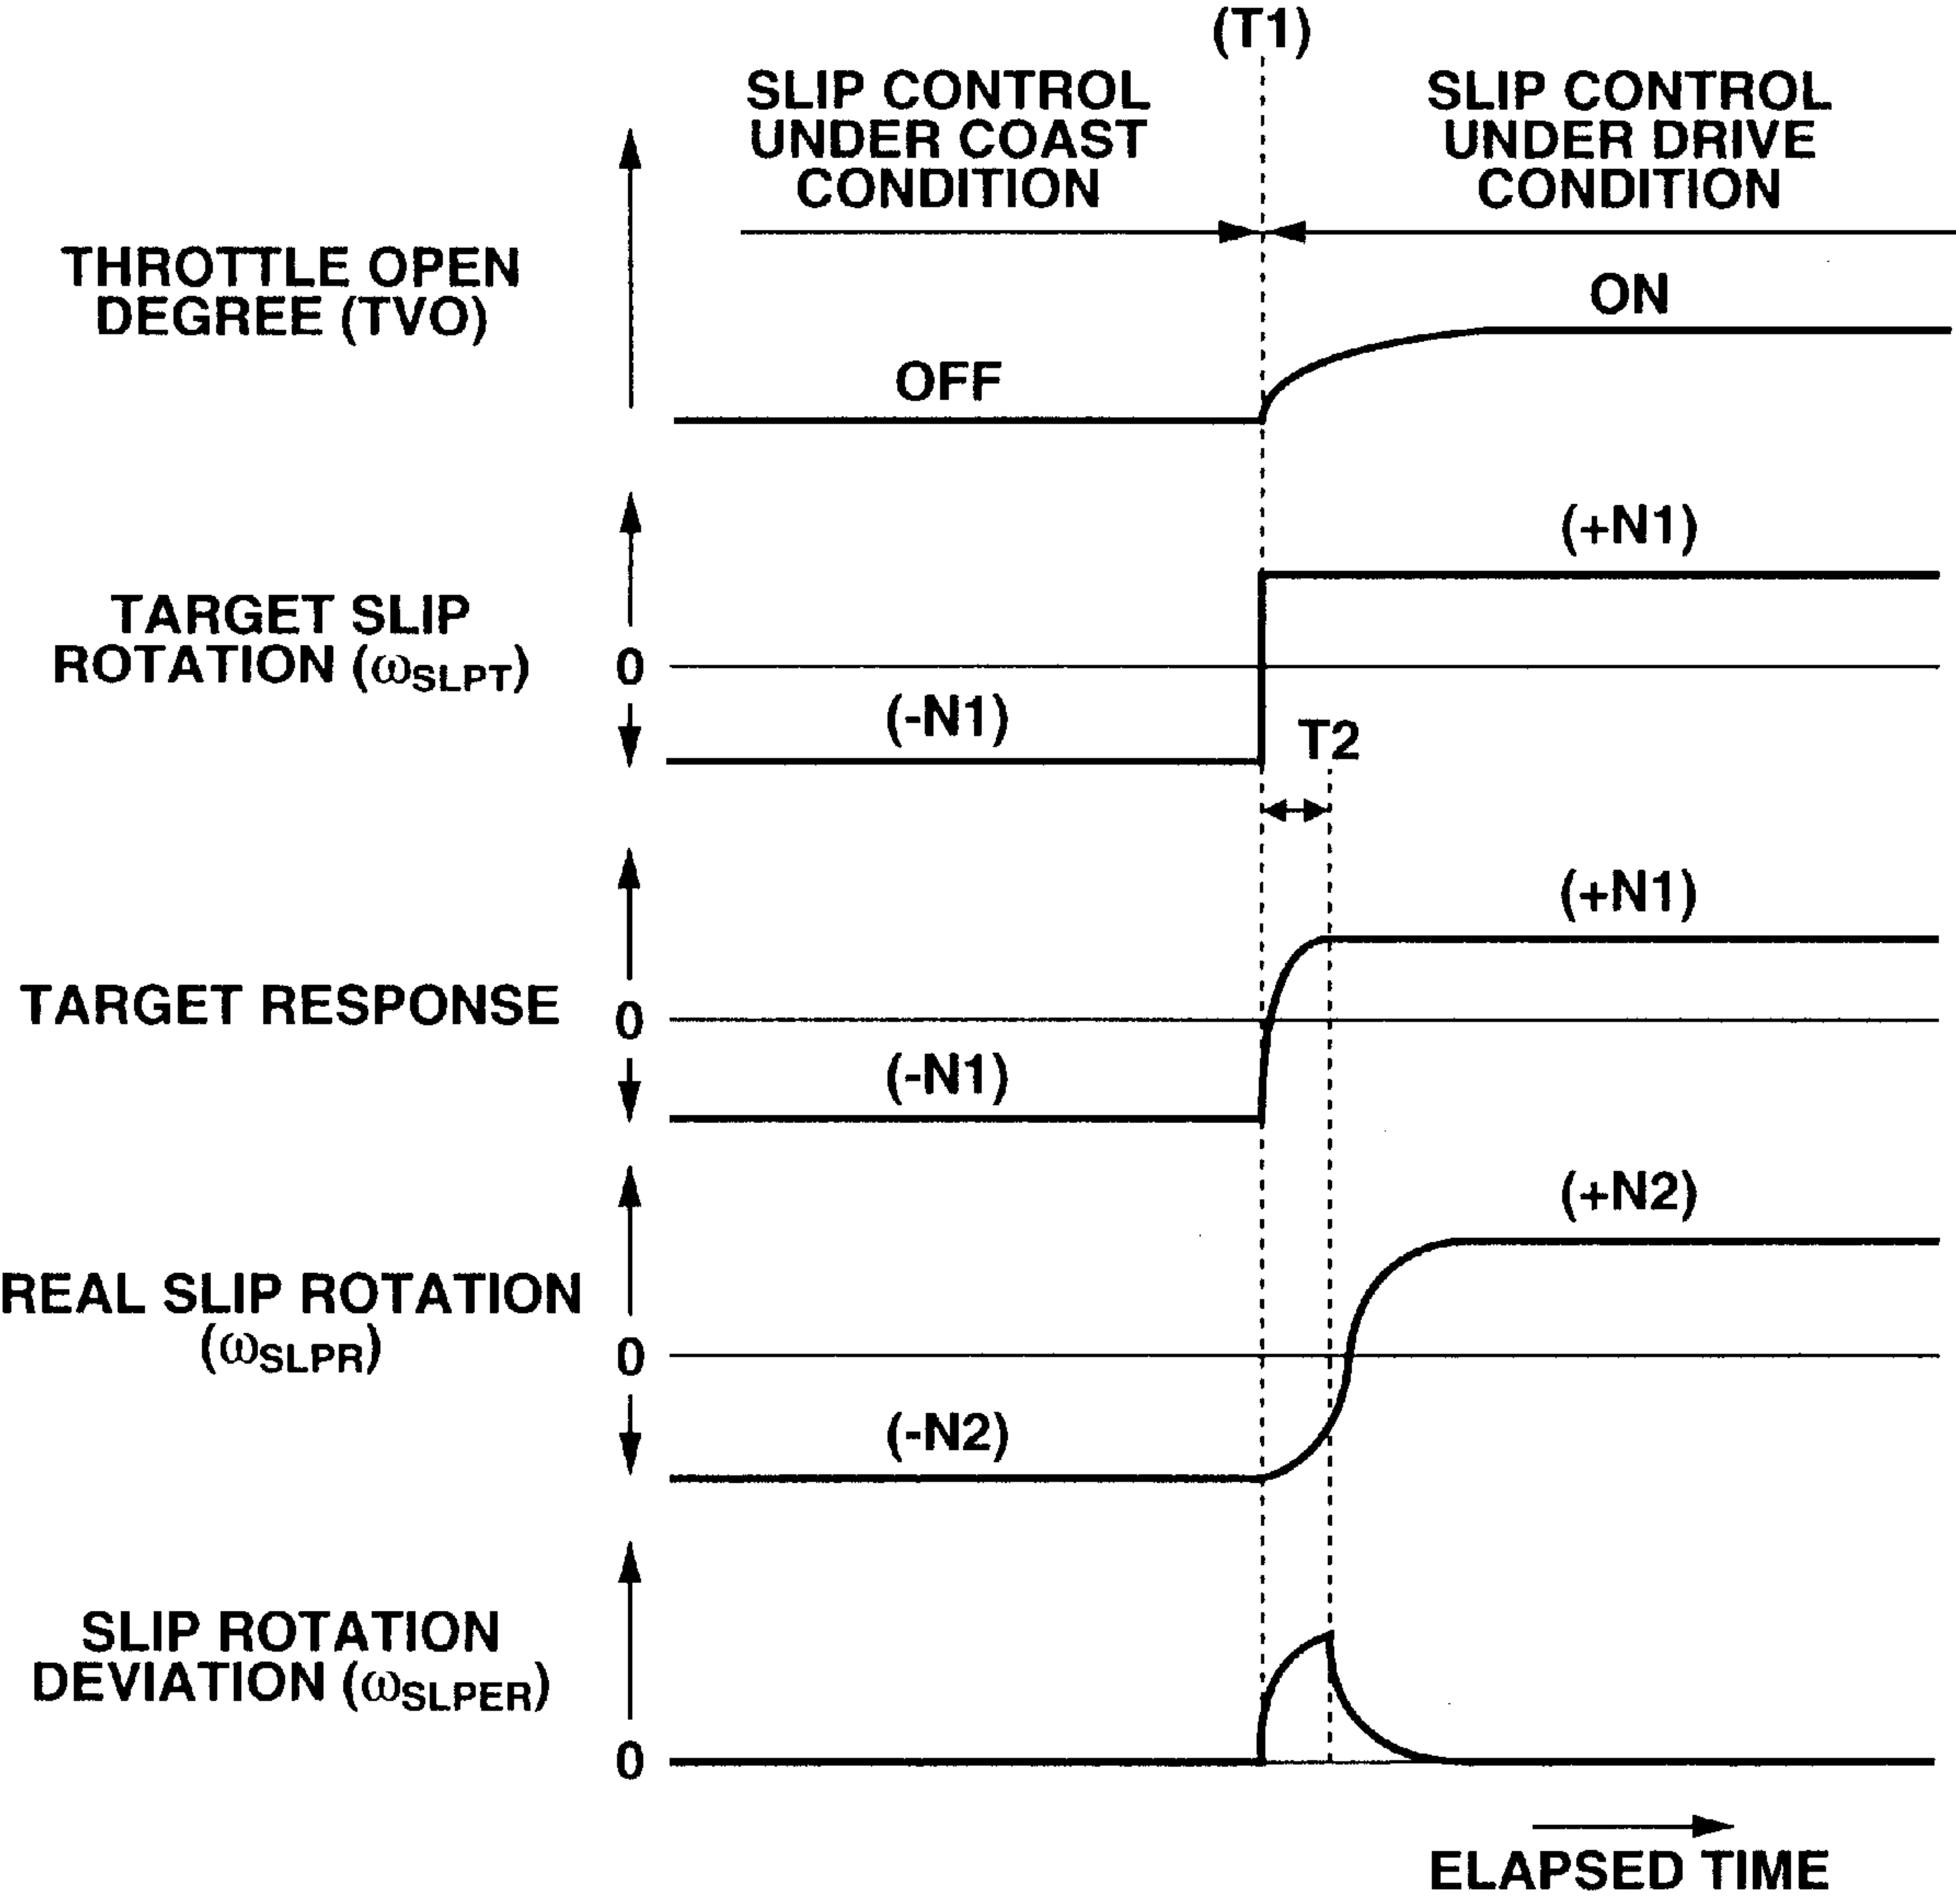 (T1)
SLIP CONTROL
UNDER COAST
CONDITION
SLIP CONTROL
UNDER DRIVE
CONDITION
THROTTLE OPEN
DEGREE (TVO)
OFF
ON
TARGET SLIP
ROTATION (ωSLPT)
0
(-N1)
(+N1)
T2
TARGET RESPONSE
0
(-N1)
(+N1)
REAL SLIP ROTATION
(ωSLPR)
0
(-N2)
(+N2)
SLIP ROTATION
DEVIATION (ωSLPER)
0
ELAPSED TIME